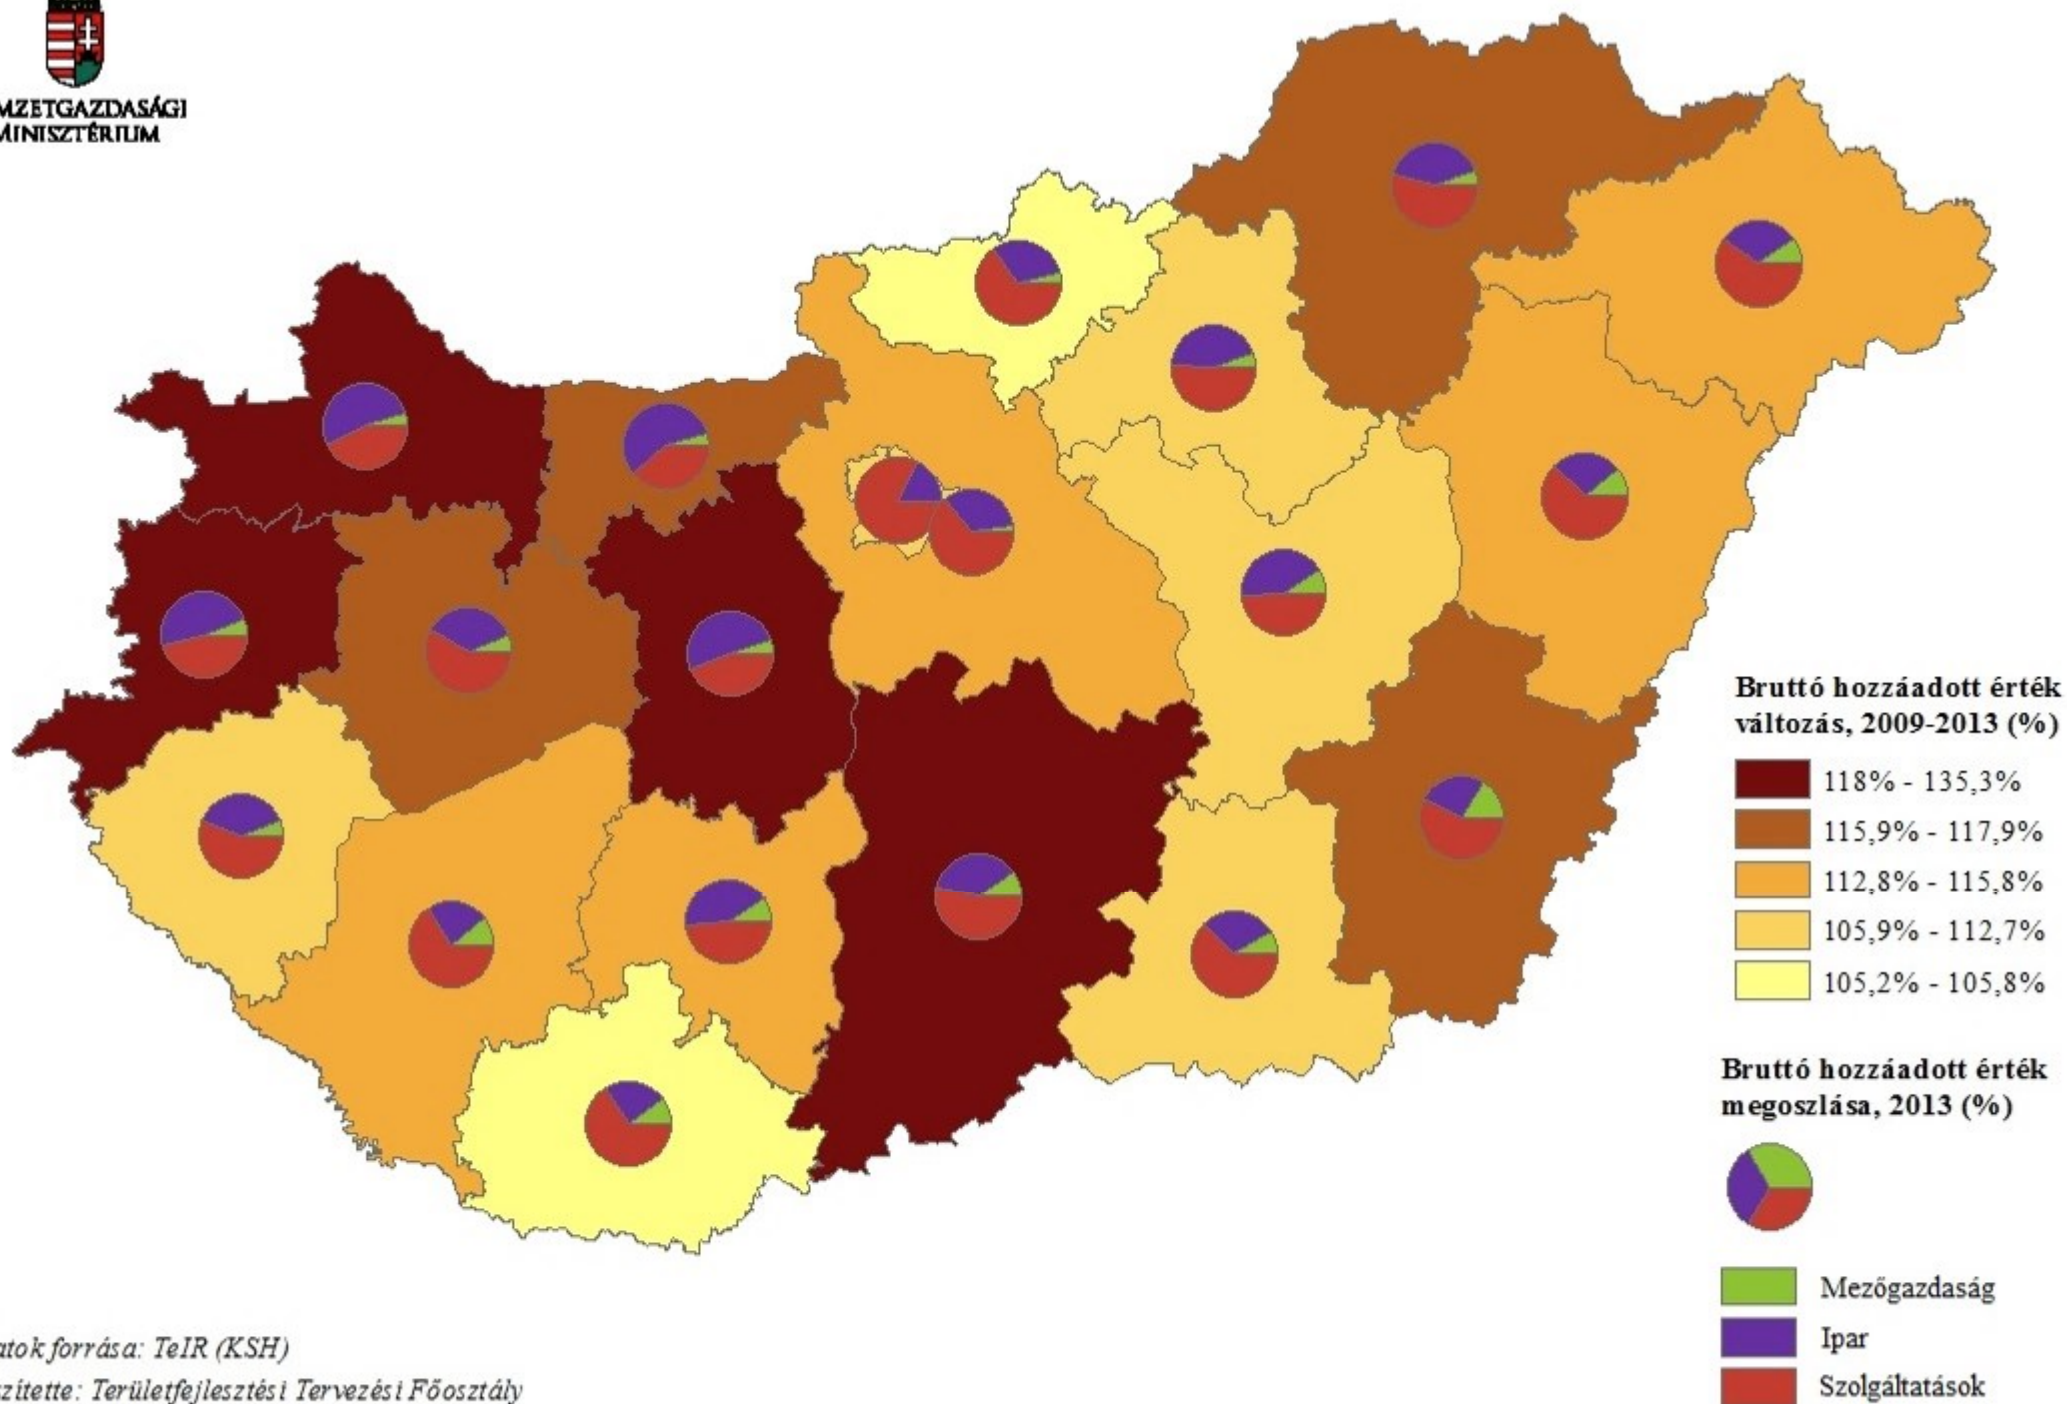 MZETGAZDASÁGI
MINISZTÉRIUM
Bruttó hozzáadott érték
változás, 2009-2013 (%)
118% - 135,3%
115,9% - 117,9%
112,8% - 115,8%
105,9% - 112,7%
105,2% - 105,8%
Bruttó hozzáadott érték
megoszlása, 2013 (%)
Mezőgazdaság
Ipar
Szolgáltatások
atok forrása: TeIR (KSH)
zítette: Területfejlesztési Tervezési Főosztály